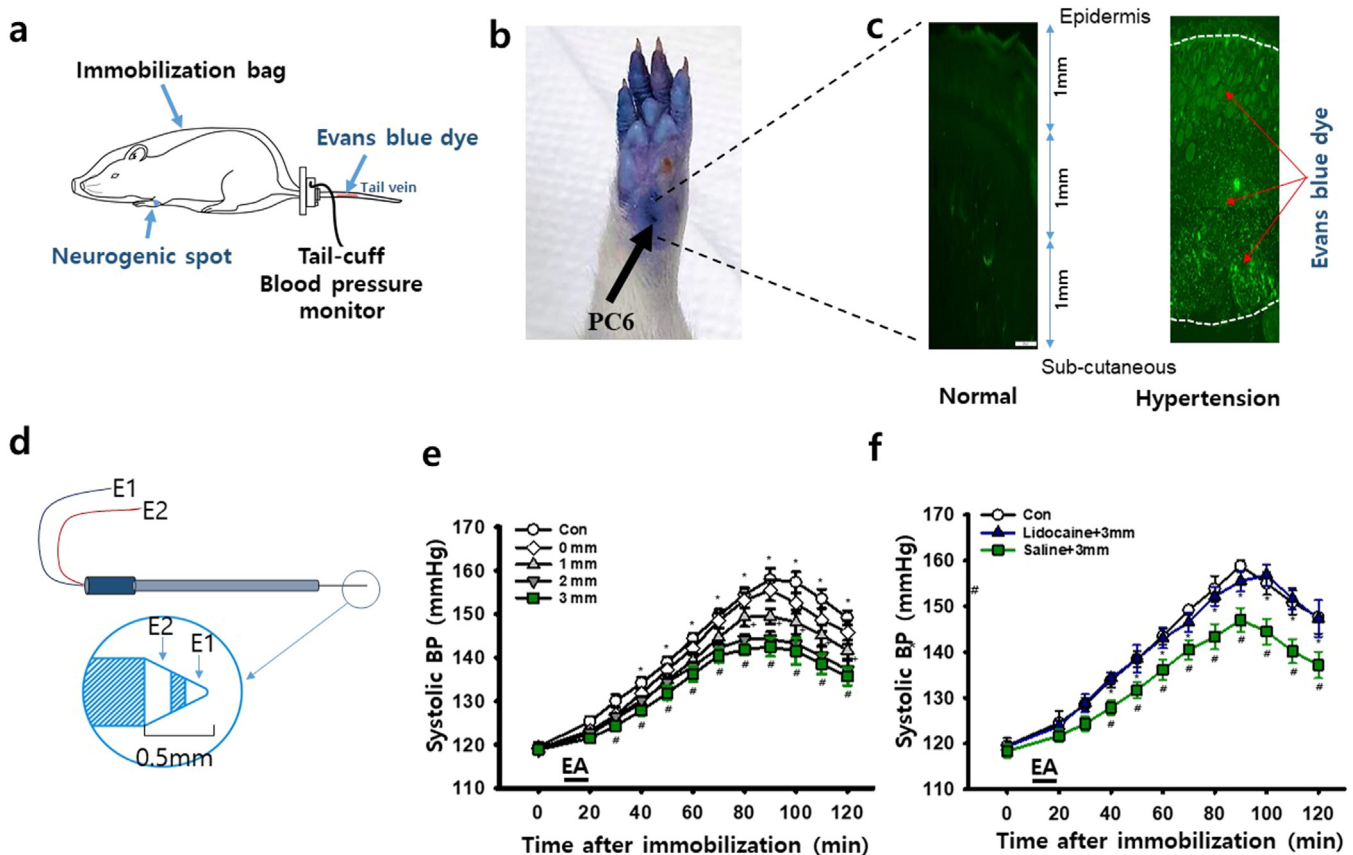 a
Immobilization bag
Evans blue dye
Tail vein
Neurogenic spot
Tail-cuff
Blood pressure
monitor
b
PC6
c
Epidermis
1mm
1mm
1mm
Sub-cutaneous
Normal
Hypertension
Evans blue dye
d
E1
E2
E2
E1
0.5mm
e
Systolic BP (mmHg)
170
160
150
140
130
120
110
Con
0 mm
1 mm
2 mm
3 mm
* * * * * * * * *
+ + + +
# # # # # # # # # #
EA
0 20 40 60 80 100 120
Time after immobilization (min)
f
Systolic BP (mmHg)
170
160
150
140
130
120
110
Con
Lidocaine+3mm
Saline+3mm
#
*
* * * * * * * * *
# # # # # # # # #
EA
0 20 40 60 80 100 120
Time after immobilization (min)